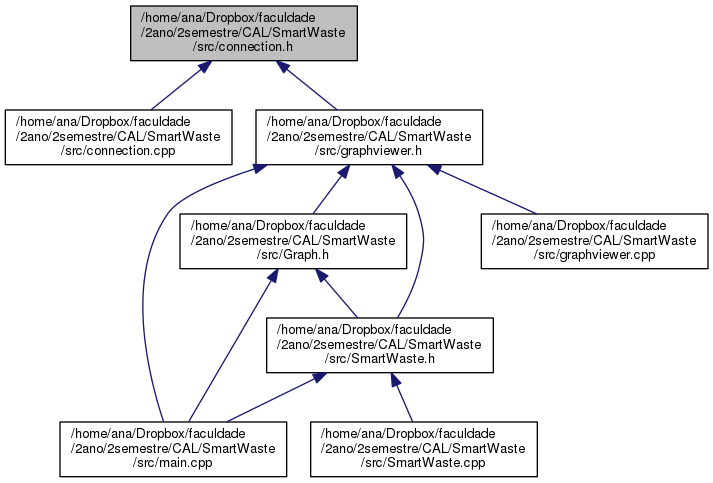 /home/ana/Dropbox/faculdade
/2ano/2semestre/CAL/SmartWaste
/src/connection.h
/home/ana/Dropbox/faculdade
/2ano/2semestre/CAL/SmartWaste
/src/connection.cpp
/home/ana/Dropbox/faculdade
/2ano/2semestre/CAL/SmartWaste
/src/graphviewer.h
/home/ana/Dropbox/faculdade
/2ano/2semestre/CAL/SmartWaste
/src/Graph.h
/home/ana/Dropbox/faculdade
/2ano/2semestre/CAL/SmartWaste
/src/graphviewer.cpp
/home/ana/Dropbox/faculdade
/2ano/2semestre/CAL/SmartWaste
/src/SmartWaste.h
/home/ana/Dropbox/faculdade
/2ano/2semestre/CAL/SmartWaste
/src/main.cpp
/home/ana/Dropbox/faculdade
/2ano/2semestre/CAL/SmartWaste
/src/SmartWaste.cpp